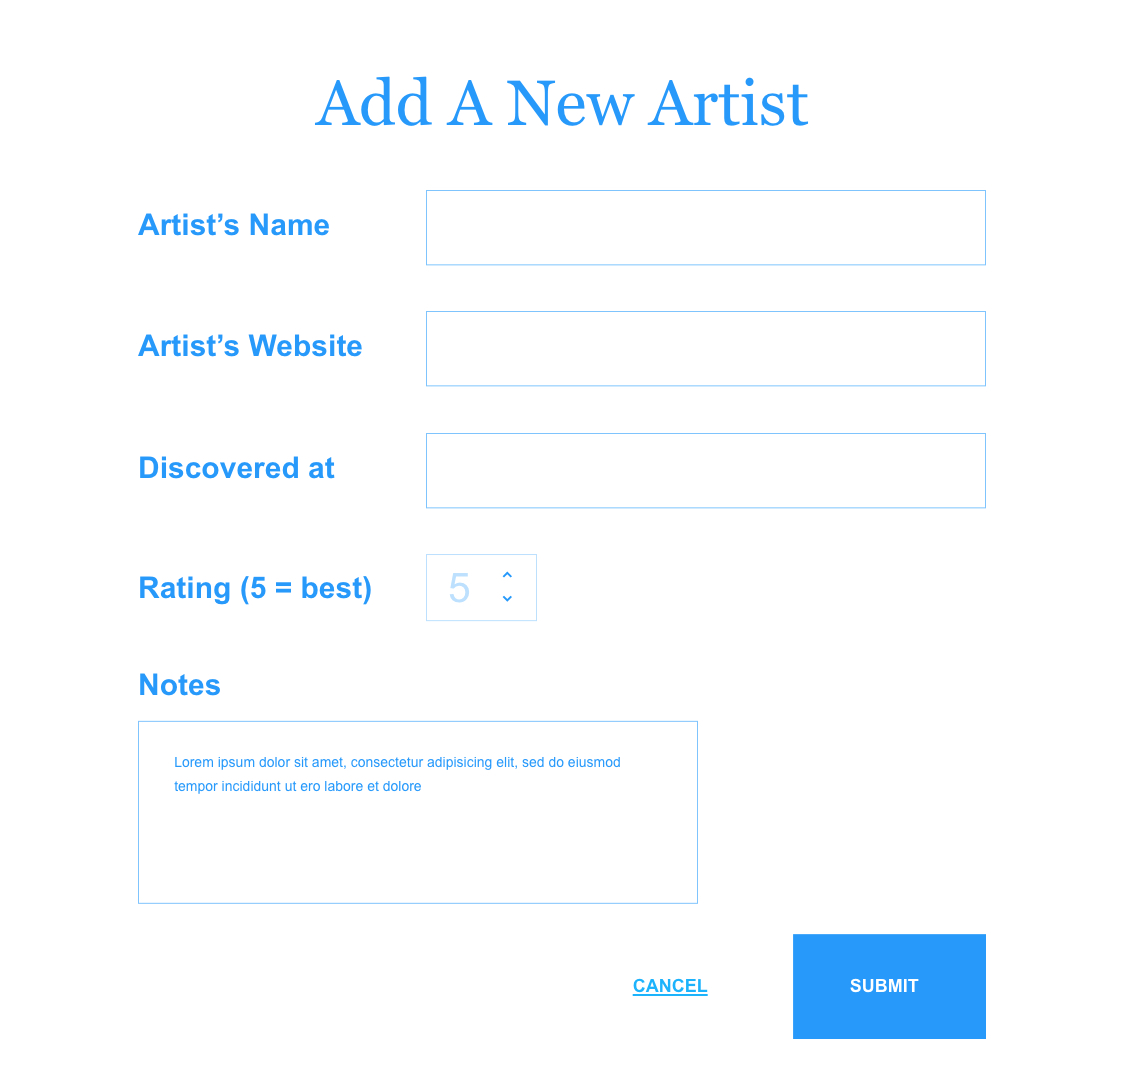 Add A New Artist
Artist’s Name
Artist’s Website
Discovered at
Rating (5 = best)
5
Notes
Lorem ipsum dolor sit amet, consectetur adipisicing elit, sed do eiusmod
tempor incididunt ut ero labore et dolore
CANCEL
SUBMIT